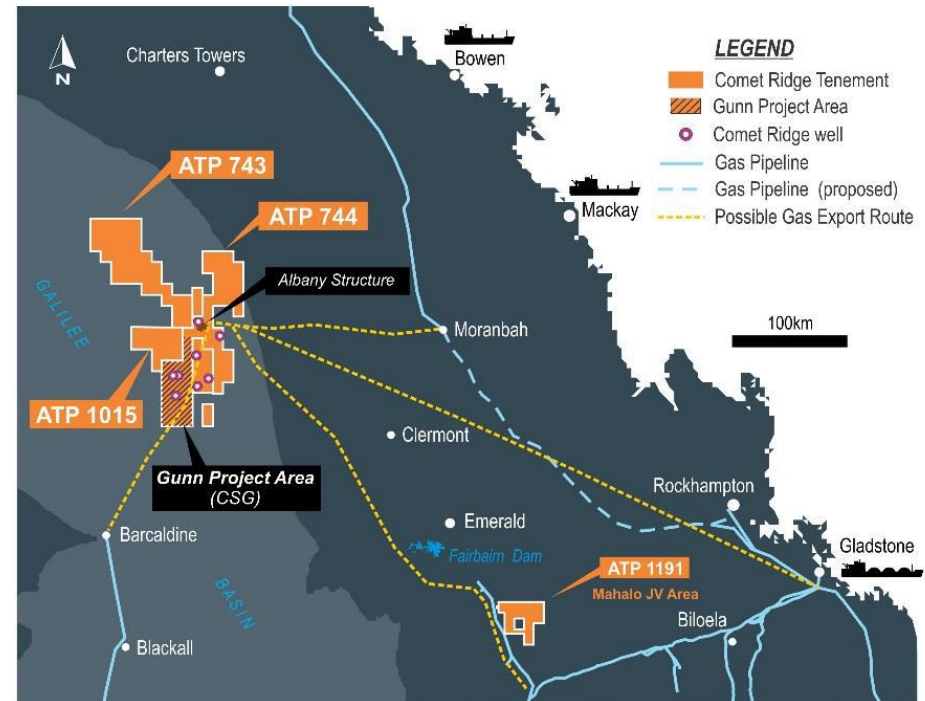 N
Charters Towers
Bowen
LEGEND
Comet Ridge Tenement
Gunn Project Area
Comet Ridge well
Gas Pipeline
Gas Pipeline (proposed)
Possible Gas Export Route
ATP 743
ATP 744
Mackay
Albany Structure
GALILEE
Moranbah
100km
ATP 1015
Clermont
Gunn Project Area
(CSG)
Rockhampton
Barcaldine
Emerald
Fairbairn Dam
Gladstone
ATP 1191
Mahalo JV Area
BASIN
Biloela
Blackall